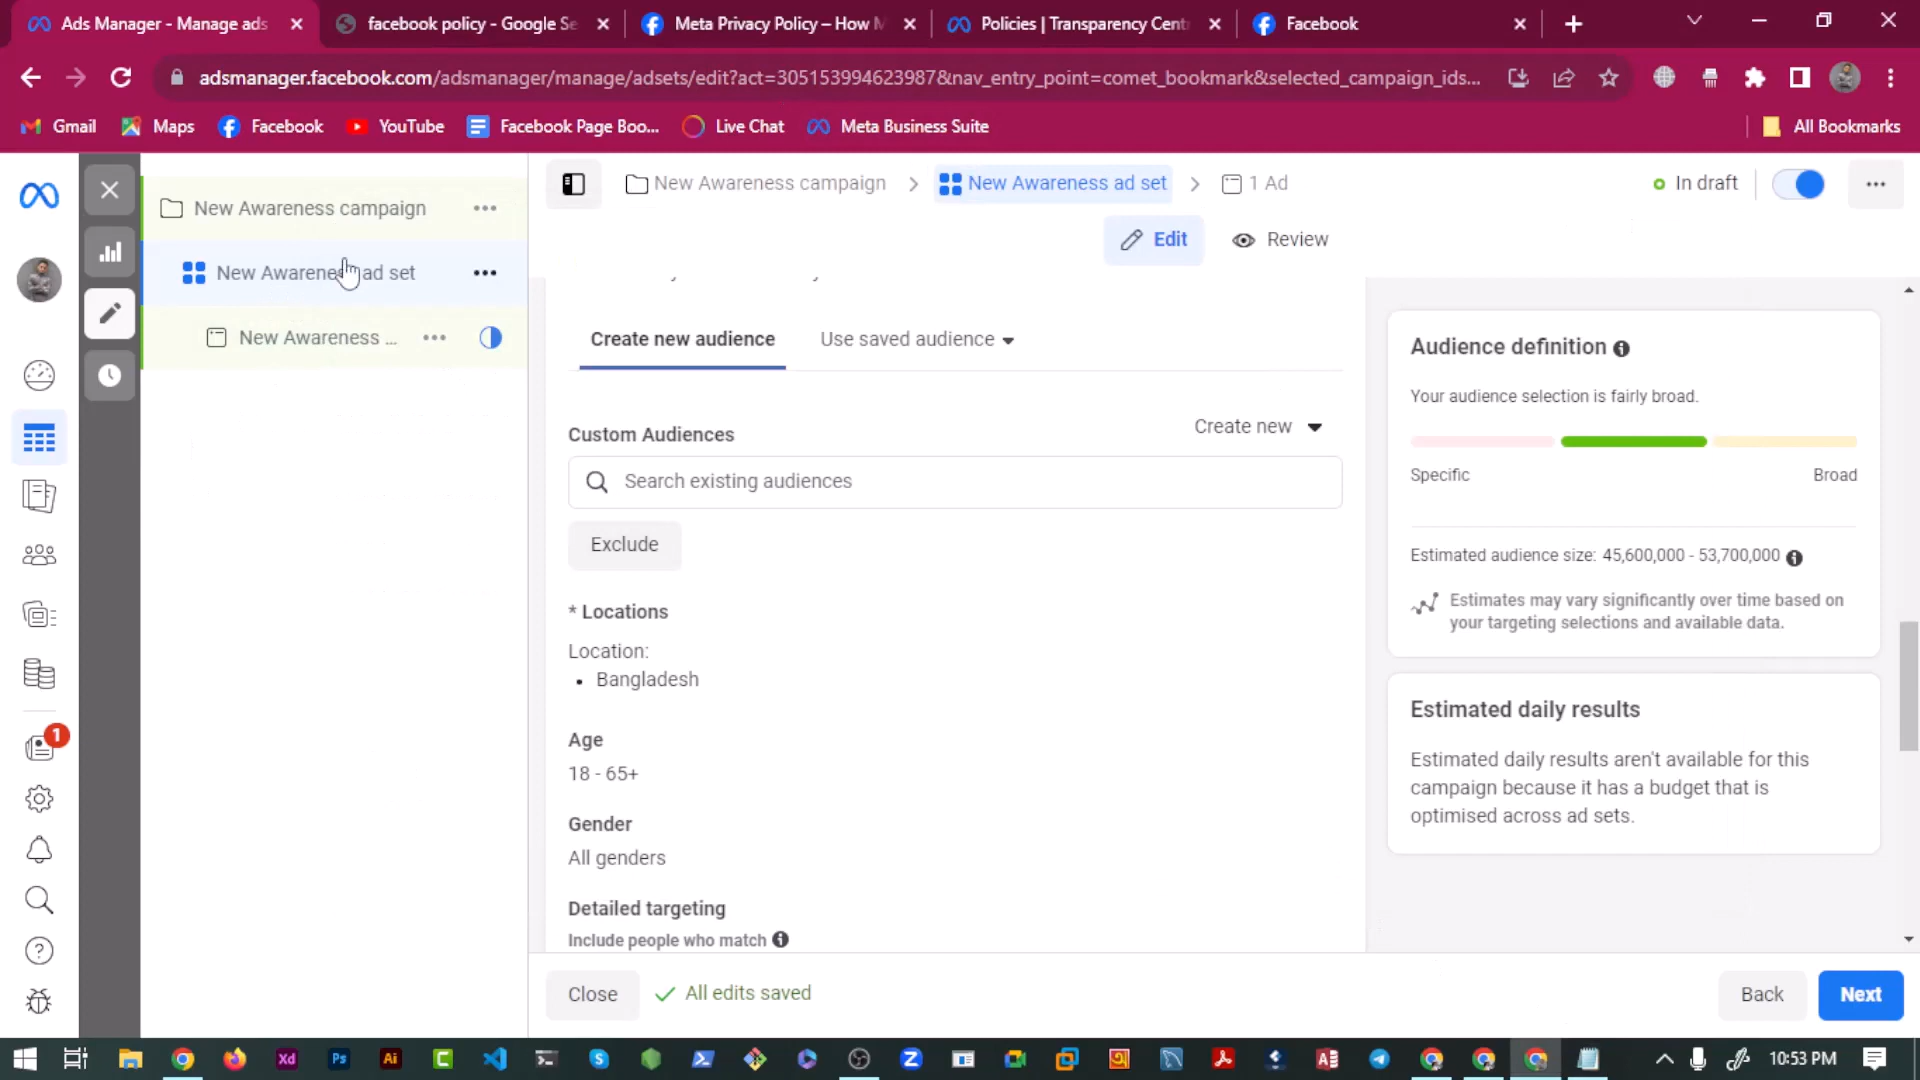 Ads Manager - Manage ads
facebook policy - Google Se
Meta Privacy Policy – How M
Policies | Transparency Cent
Facebook
adsmanager.facebook.com/adsmanager/manage/adsets/edit?act=305153994623987&nav_entry_point=comet_bookmark&selected_campaign_ids...
Gmail
Maps
Facebook
YouTube
Facebook Page Boo...
Live Chat
Meta Business Suite
All Bookmarks
New Awareness campaign
New Awareness ad set
New Awareness ...
New Awareness campaign
New Awareness ad set
1 Ad
In draft
Edit
Review
Create new audience
Use saved audience
Custom Audiences
Create new
Search existing audiences
Exclude
* Locations
Location:
• Bangladesh
Age
18 - 65+
Gender
All genders
Detailed targeting
Include people who match
Audience definition
Your audience selection is fairly broad.
Specific
Broad
Estimated audience size: 45,600,000 - 53,700,000
Estimates may vary significantly over time based on
your targeting selections and available data.
Estimated daily results
Estimated daily results aren't available for this
campaign because it has a budget that is
optimised across ad sets.
Close
All edits saved
Back
Next
1
Xd
Ps
Ai
C
10:53 PM